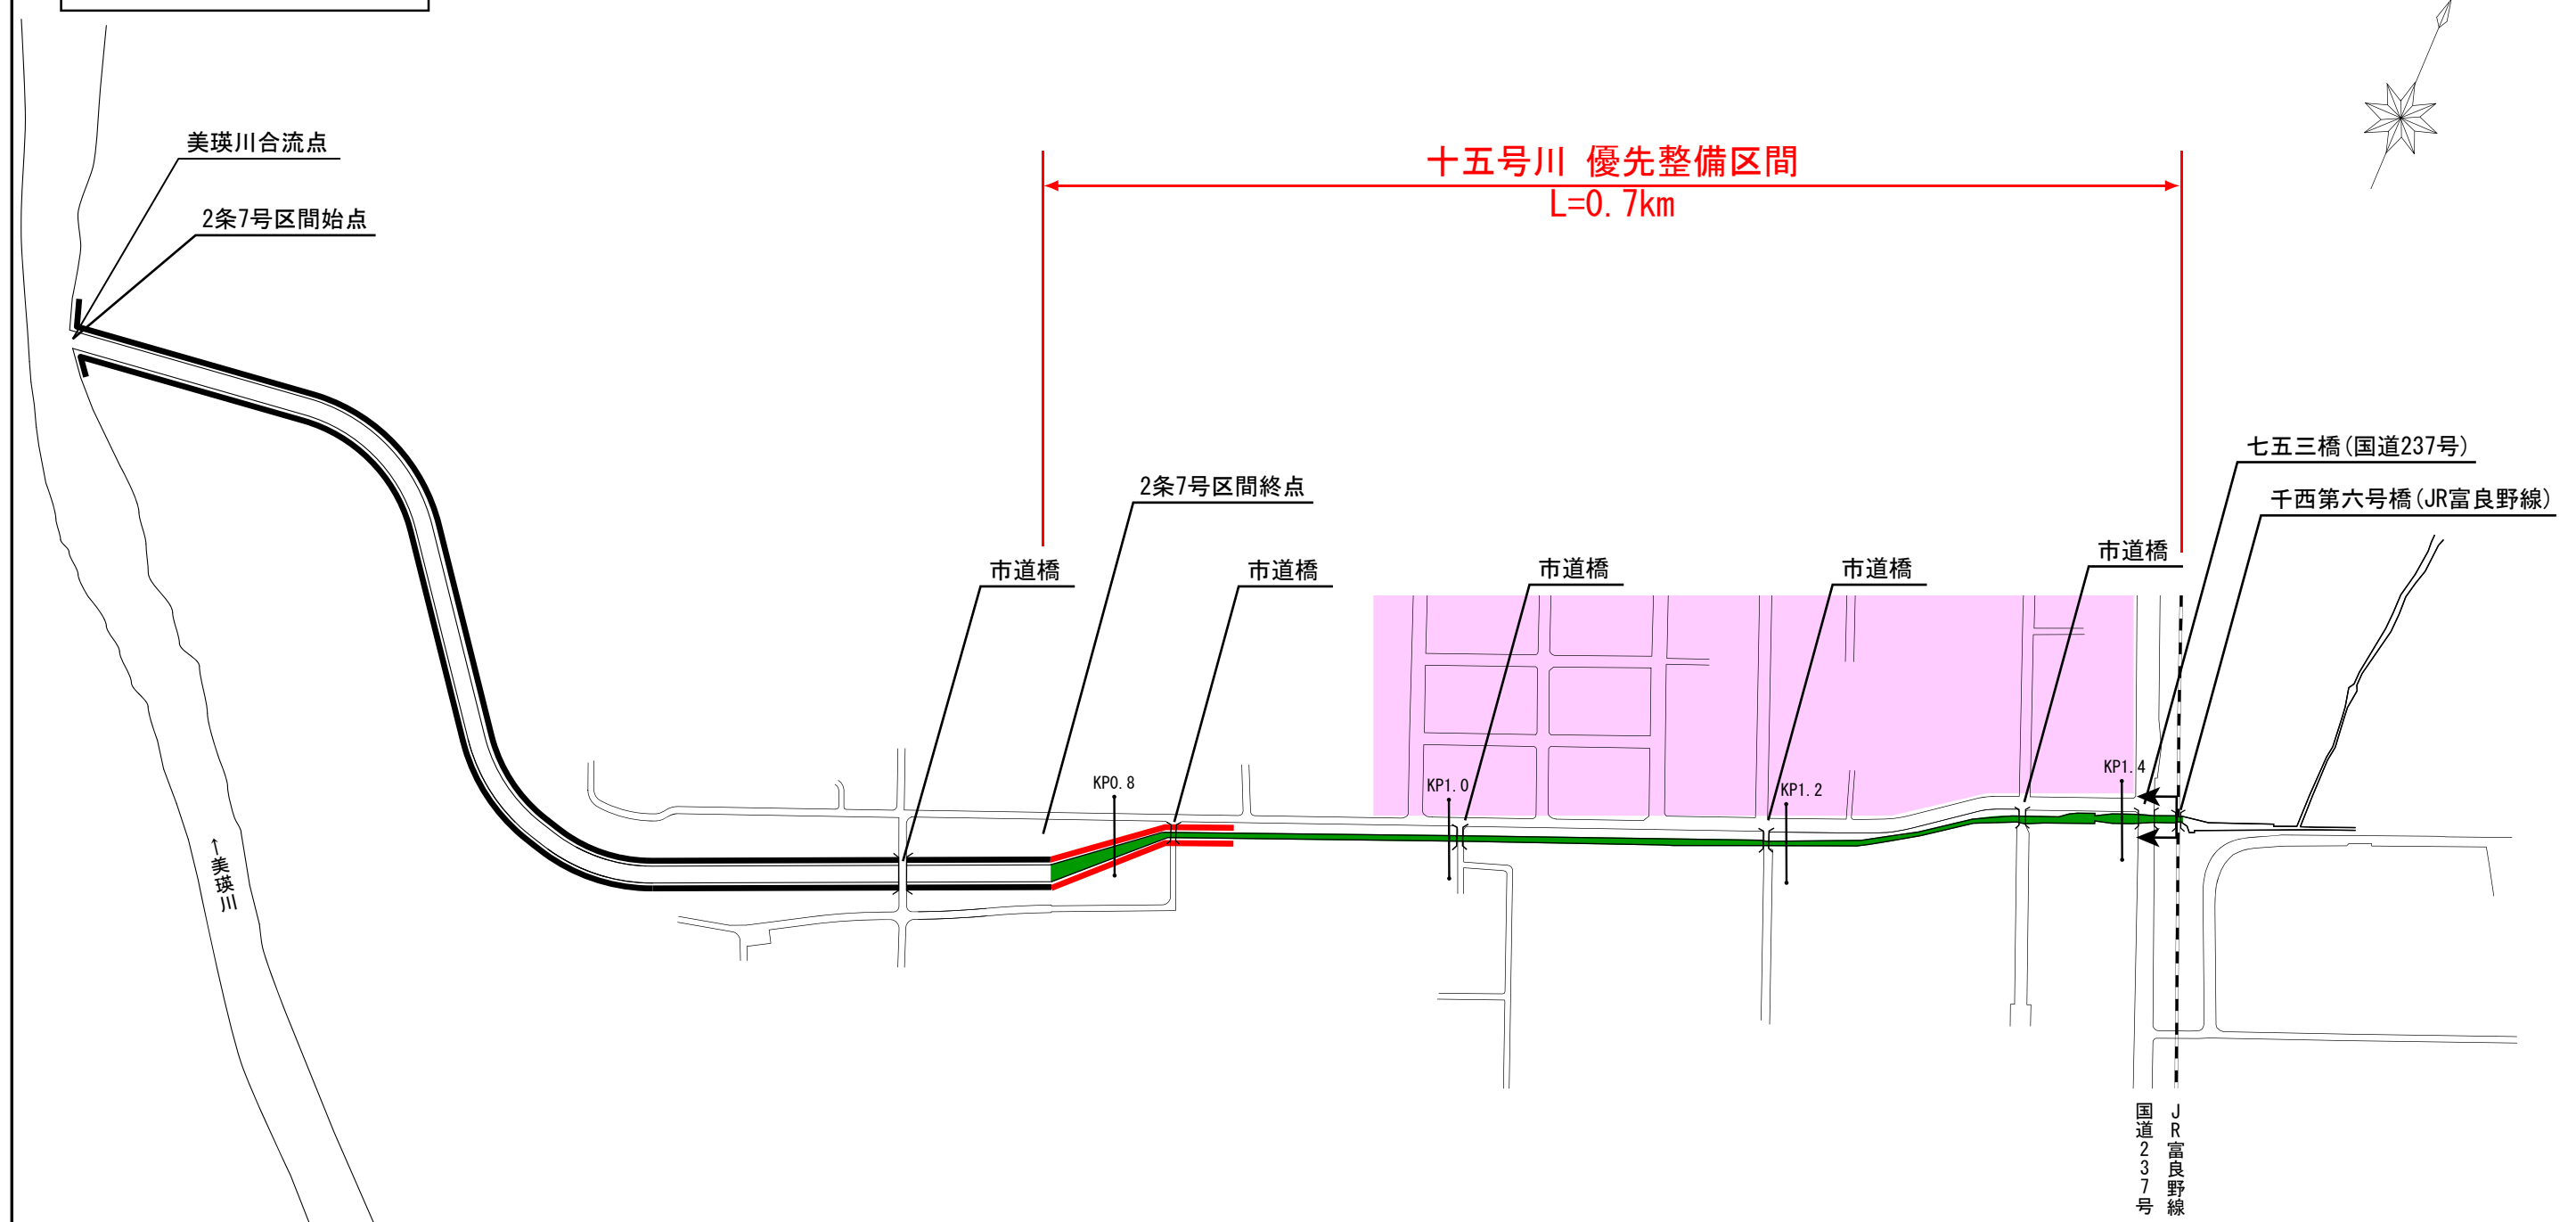 美瑛川合流点
2条7号区間始点
十五号川 優先整備区間
L=0.7km
七五三橋(国道237号)
千西第六号橋(JR富良野線)
2条7号区間終点
市道橋
市道橋
市道橋
市道橋
市道橋
KP0.8
KP1.0
KP1.2
KP1.4
←美瑛川
国道237号
JR富良野線